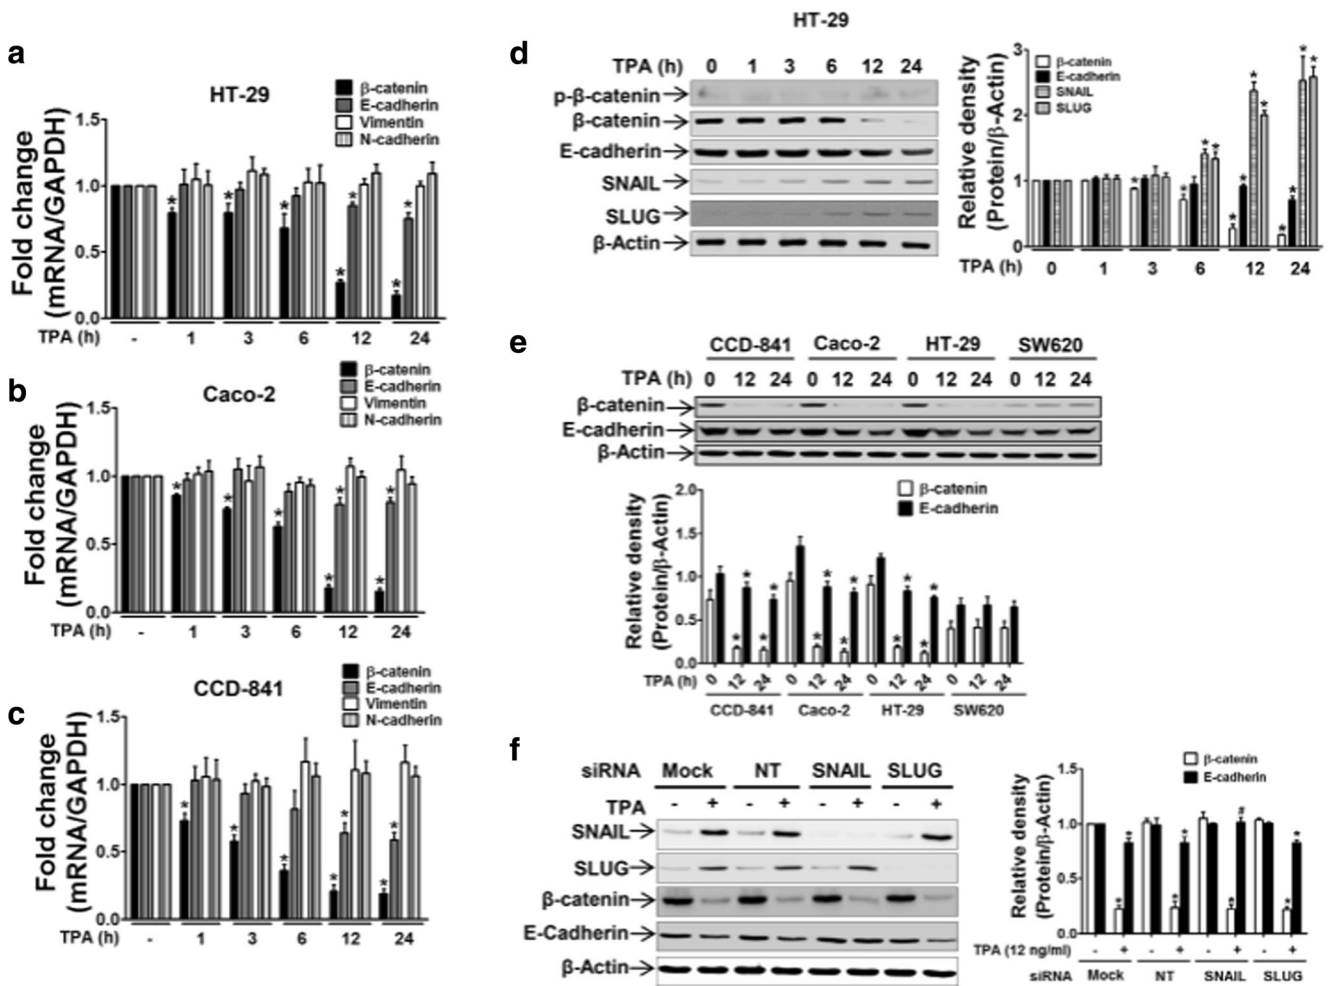 a
HT-29
β-catenin
E-cadherin
Vimentin
N-cadherin
Fold change
(mRNA/GAPDH)
1.5
1.0
0.5
0.0
* * * * * * *
TPA (h) - 1 3 6 12 24
b
Caco-2
β-catenin
E-cadherin
Vimentin
N-cadherin
Fold change
(mRNA/GAPDH)
1.5
1.0
0.5
0.0
* * * * * * *
TPA (h) - 1 3 6 12 24
c
CCD-841
β-catenin
E-cadherin
Vimentin
N-cadherin
Fold change
(mRNA/GAPDH)
1.5
1.0
0.5
0.0
* * * * * * *
TPA (h) - 1 3 6 12 24
d
HT-29
TPA (h) 0 1 3 6 12 24
p-β-catenin
β-catenin
E-cadherin
SNAIL
SLUG
β-Actin
Relative density
(Protein/β-Actin)
β-catenin
E-cadherin
SNAIL
SLUG
3
2
1
0
* * * * * * * * * * * *
TPA (h) 0 1 3 6 12 24
e
CCD-841 Caco-2 HT-29 SW620
TPA (h) 0 12 24 0 12 24 0 12 24 0 12 24
β-catenin
E-cadherin
β-Actin
Relative density
(Protein/β-Actin)
β-catenin
E-cadherin
2.0
1.5
1.0
0.5
0.0
* * * * * * * * * * * *
TPA (h) 0 12 24 0 12 24 0 12 24 0 12 24
CCD-841 Caco-2 HT-29 SW620
f
siRNA Mock NT SNAIL SLUG
TPA - + - + - + - +
SNAIL
SLUG
β-catenin
E-Cadherin
β-Actin
Relative density
(Protein/β-Actin)
β-catenin
E-cadherin
1.5
1.0
0.5
0.0
* * * * * # * *
TPA (12 ng/ml) - + - + - + - +
siRNA Mock NT SNAIL SLUG